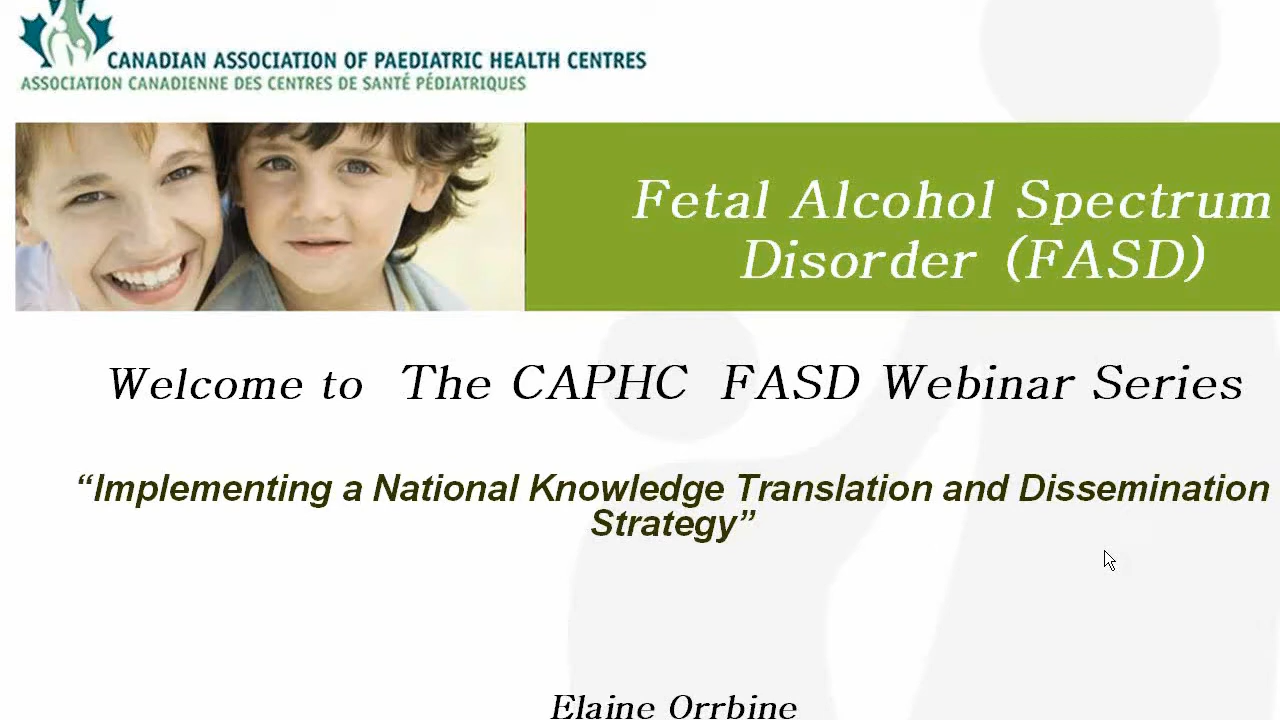 CANADIAN ASSOCIATION OF PAEDIATRIC HEALTH CENTRES
ASSOCIATION CANADIENNE DES CENTRES DE SANTÉ PÉDIATRIQUES
Fetal Alcohol Spectrum
Disorder (FASD)
Welcome to The CAPHC FASD Webinar Series
“Implementing a National Knowledge Translation and Dissemination
Strategy”
Elaine Orrbine